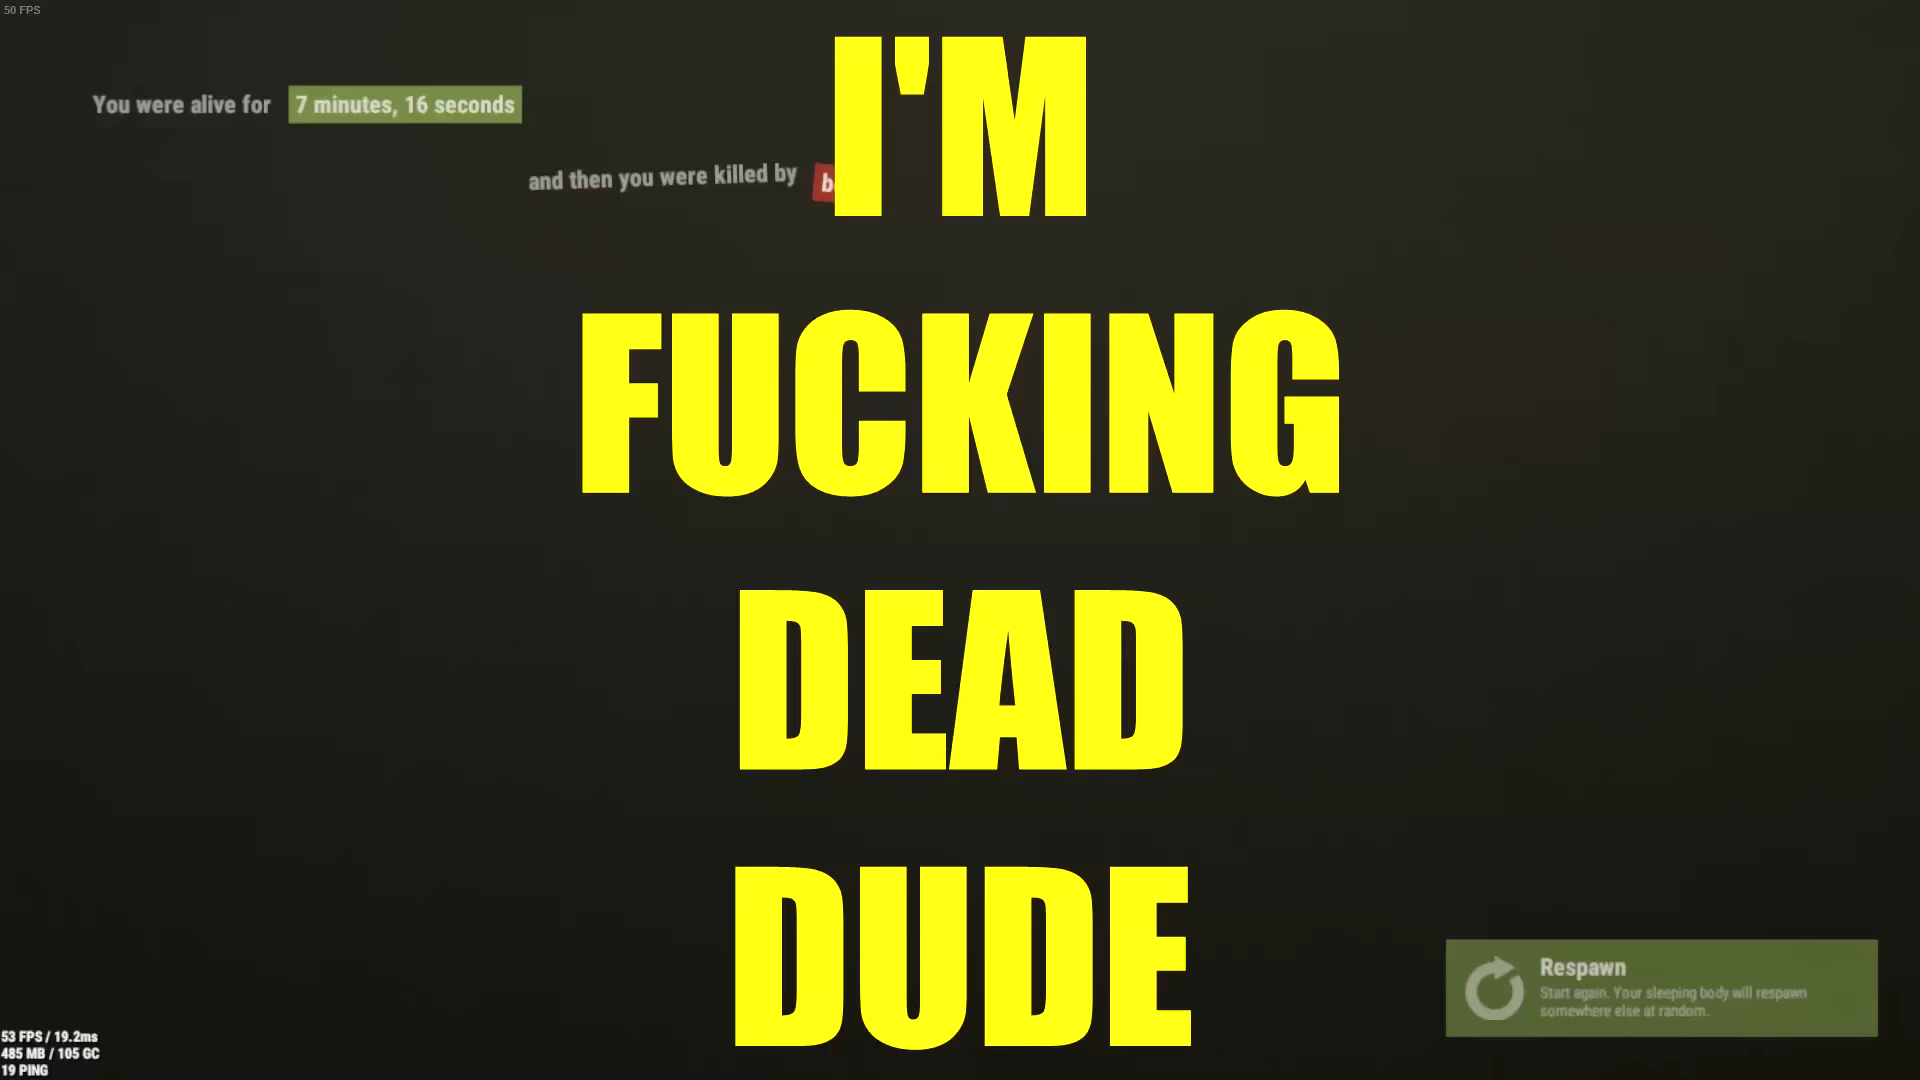 50 FPS
You were alive for 7 minutes, 16 seconds
and then you were killed by
I'M
FUCKING
DEAD
DUDE
Respawn
Start again. Your sleeping body will respawn
somewhere else at random.
53 FPS / 19.2ms
485 MB / 105 GC
19 PING